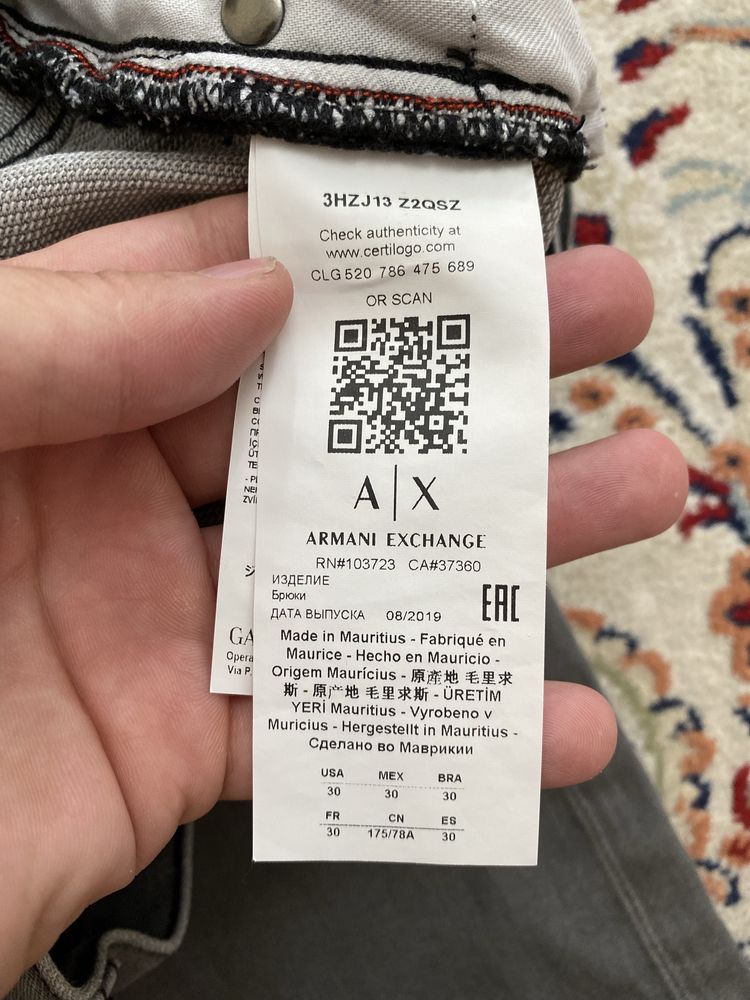 3HZJ13 Z2QSZ
Check authenticity at
www.certilogo.com
CLG 520 786 475 689
OR SCAN
A|X
ARMANI EXCHANGE
RN#103723 CA#37360
ИЗДЕЛИЕ
Брюки
ДАТА ВЫПУСКА 08/2019
EAC
Made in Mauritius - Fabriqué en
Maurice - Hecho en Mauricio -
Origem Maurícius - 原産地 毛里求
斯 - 原产地 毛里求斯 - ÜRETİM
YERİ Mauritius - Vyrobeno v
Muricius - Hergestellt in Mauritius -
Сделано во Маврикии
USA MEX BRA
30 30 30
FR CN ES
30 175/78A 30
GA
Opera
Via P.